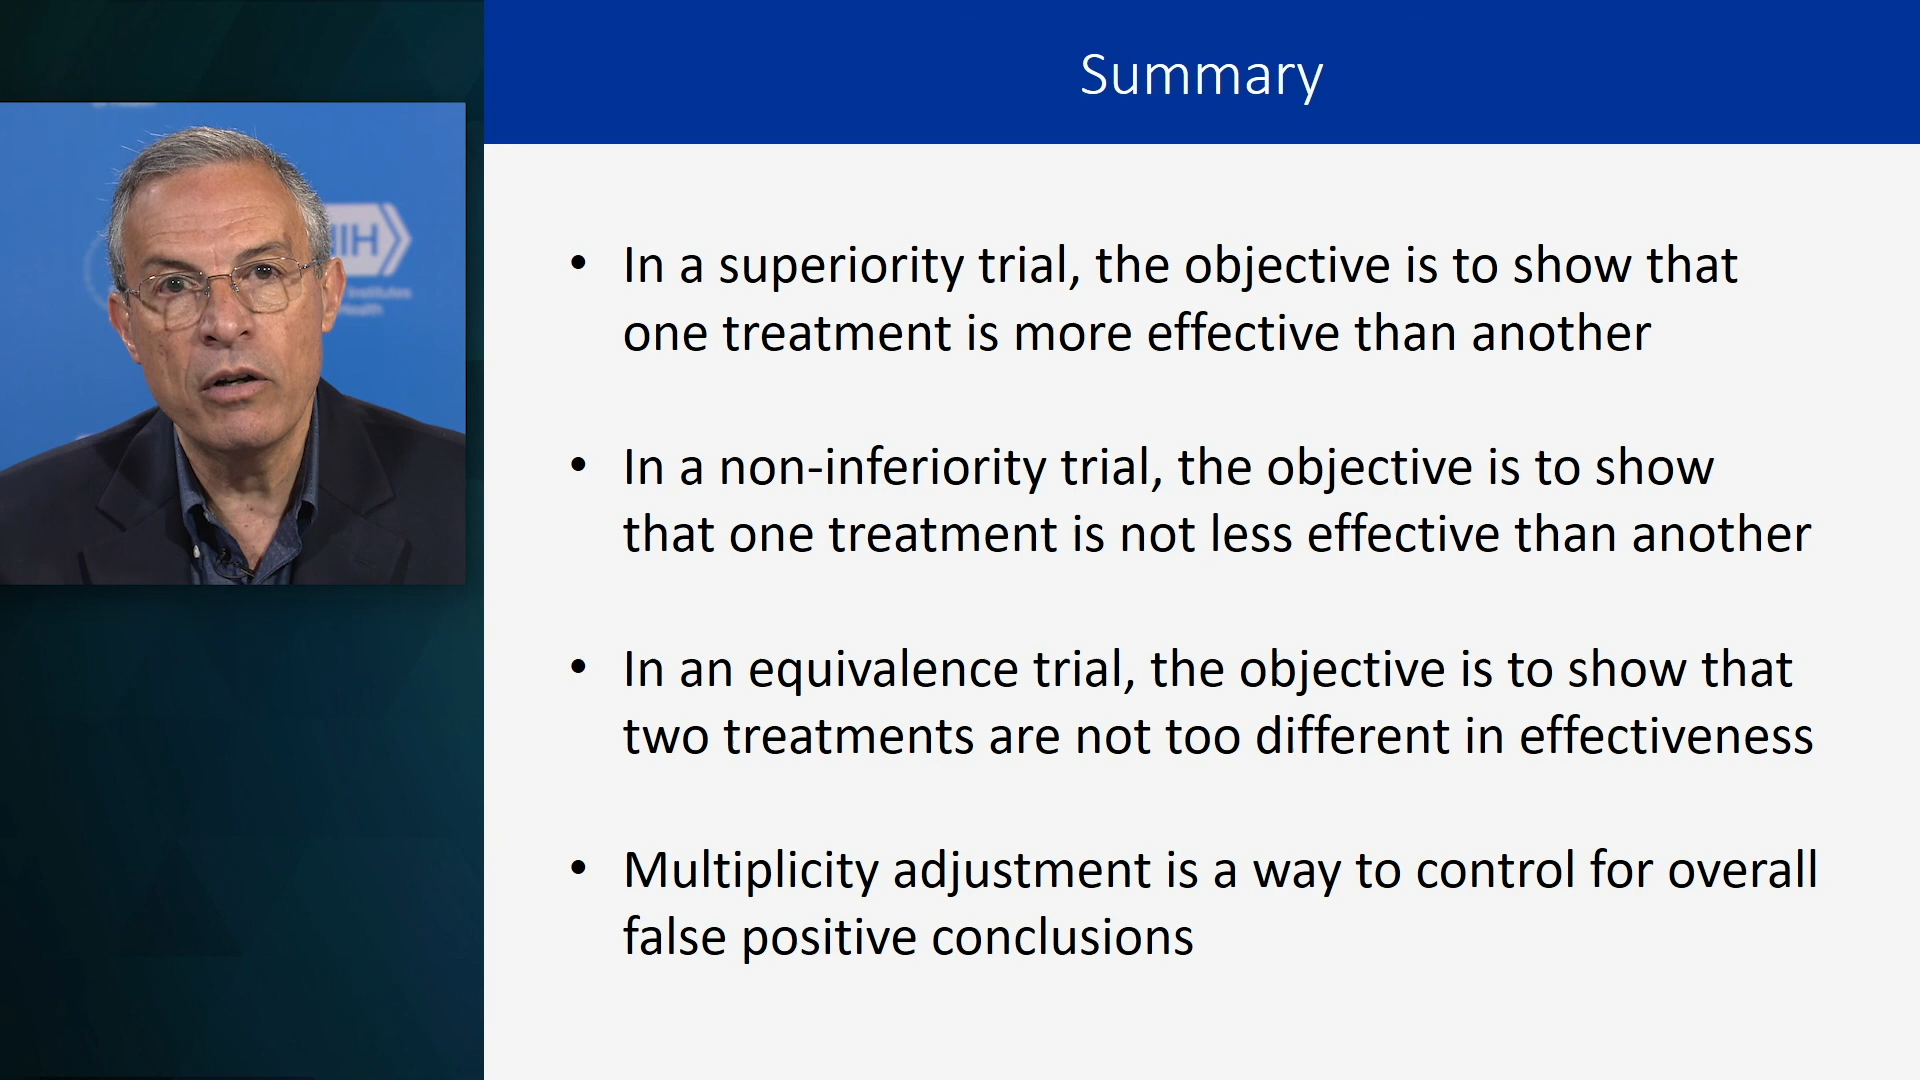 Summary
NIH
Institutes
Health
• In a superiority trial, the objective is to show that
one treatment is more effective than another
• In a non-inferiority trial, the objective is to show
that one treatment is not less effective than another
• In an equivalence trial, the objective is to show that
two treatments are not too different in effectiveness
• Multiplicity adjustment is a way to control for overall
false positive conclusions